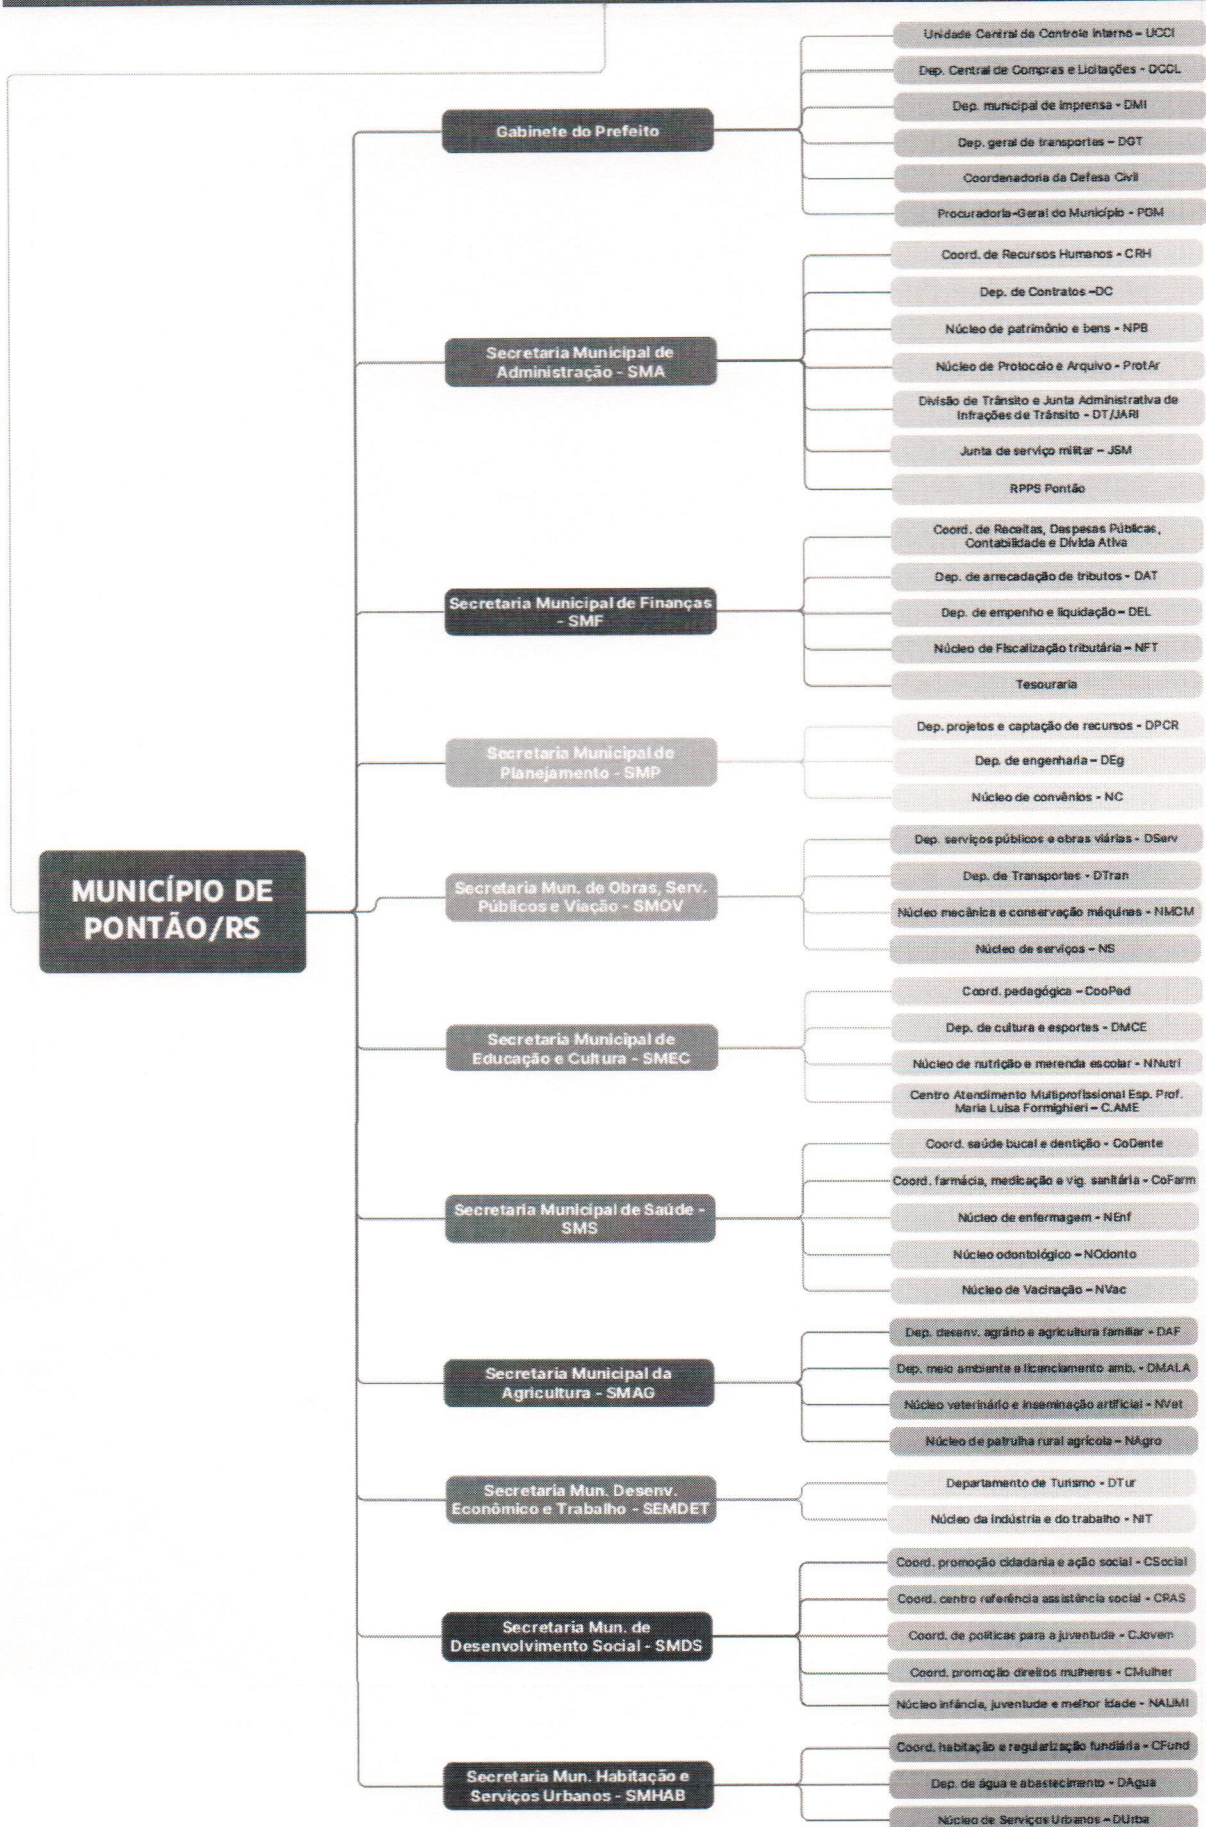 Unidade Central de Controle Interno – UCCI
Dep. Central de Compras e Licitações - DCCL
Dep. municipal de imprensa - DMI
Gabinete do Prefeito
Dep. geral de transportes – DGT
Coordenadoria da Defesa Civil
Procuradoria-Geral do Município - PGM
Coord. de Recursos Humanos - CRH
Dep. de Contratos –DC
Núcleo de patrimônio e bens - NPB
Secretaria Municipal de
Administração - SMA
Núcleo de Protocolo e Arquivo - ProtAr
Divisão de Trânsito e Junta Administrativa de
Infrações de Trânsito - DT/JARI
Junta de serviço militar – JSM
RPPS Pontão
Coord. de Receitas, Despesas Públicas,
Contabilidade e Dívida Ativa
Dep. de arrecadação de tributos - DAT
Secretaria Municipal de Finanças
- SMF
Dep. de empenho e liquidação – DEL
Núcleo de Fiscalização tributária – NFT
Tesouraria
Dep. projetos e captação de recursos - DPCR
Secretaria Municipal de
Planejamento - SMP
Dep. de engenharia – DEg
Núcleo de convênios - NC
MUNICÍPIO DE
PONTÃO/RS
Dep. serviços públicos e obras viárias - DServ
Dep. de Transportes - DTran
Secretaria Mun. de Obras, Serv.
Públicos e Viação - SMOV
Núcleo mecânica e conservação máquinas - NMCM
Núcleo de serviços – NS
Coord. pedagógica – CooPed
Dep. de cultura e esportes - DMCE
Secretaria Municipal de
Educação e Cultura - SMEC
Núcleo de nutrição e merenda escolar - NNutri
Centro Atendimento Multiprofissional Esp. Prof.
Maria Luisa Formighieri – C.AME
Coord. saúde bucal e dentição - CoDente
Coord. farmácia, medicação e vig. sanitária - CoFarm
Secretaria Municipal de Saúde -
SMS
Núcleo de enfermagem - NEnf
Núcleo odontológico – NOdonto
Núcleo de Vacinação – NVac
Dep. desenv. agrário e agricultura familiar - DAF
Dep. meio ambiente e licenciamento amb. - DMALA
Secretaria Municipal da
Agricultura - SMAG
Núcleo veterinário e inseminação artificial - NVet
Núcleo de patrulha rural agrícola – NAgro
Departamento de Turismo - DTur
Secretaria Mun. Desenv.
Econômico e Trabalho - SEMDET
Núcleo da indústria e do trabalho - NIT
Coord. promoção cidadania e ação social - CSocial
Coord. centro referência assistência social - CRAS
Secretaria Mun. de
Desenvolvimento Social - SMDS
Coord. de políticas para a juventude - CJovem
Coord. promoção direitos mulheres - CMulher
Núcleo infância, juventude e melhor idade - NAIJMI
Coord. habitação e regularização fundiária - CFund
Secretaria Mun. Habitação e
Serviços Urbanos - SMHAB
Dep. de água e abastecimento - DAgua
Núcleo de Serviços Urbanos – DUrba